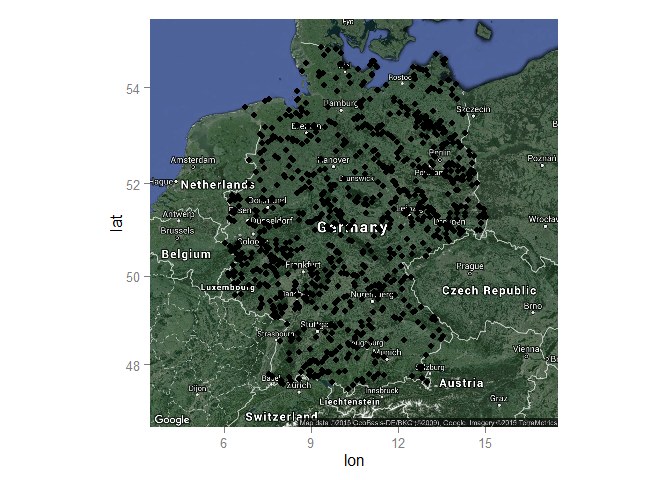 54
52
50
48
lat
6
9
12
15
lon
Rostoc
Szczecin
Hamburg
Berlin
Poznań
Amsterdam
Hanover
Netherlands
Antwerp
Brussels
Düsseldorf
Wrocław
Germany
Belgium
Frankfurt
Prague
Luxembourg
Czech Republic
Nuremberg
Brno
Strasbourg
Stuttgart
Munich
Vienna
Dijon
Zürich
Innsbruck
Austria
Liechtenstein
Graz
Switzerland
Google
Map data ©2015 GeoBasis-DE/BKG (©2009), Google Imagery ©2015 TerraMetrics